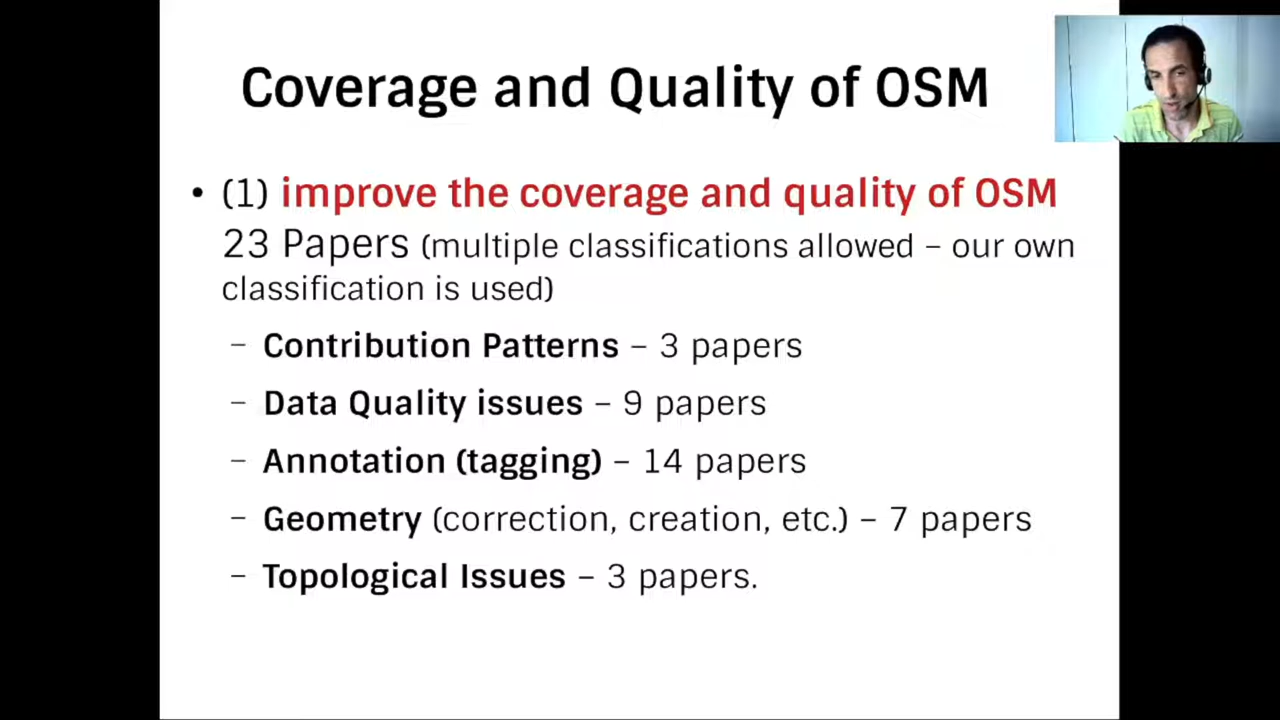 Coverage and Quality of OSM
• (1) improve the coverage and quality of OSM
23 Papers (multiple classifications allowed – our own
classification is used)
– Contribution Patterns – 3 papers
– Data Quality issues – 9 papers
– Annotation (tagging) – 14 papers
– Geometry (correction, creation, etc.) – 7 papers
– Topological Issues – 3 papers.